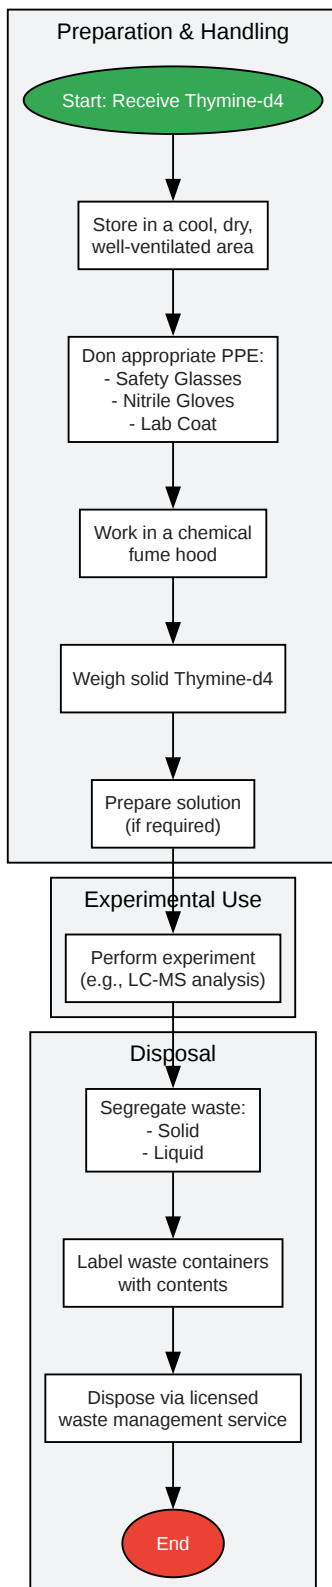 Preparation & Handling
Start: Receive Thymine-d4
Store in a cool, dry,
well-ventilated area
Don appropriate PPE:
- Safety Glasses
- Nitrile Gloves
- Lab Coat
Work in a chemical
fume hood
Weigh solid Thymine-d4
Prepare solution
(if required)
Experimental Use
Perform experiment
(e.g., LC-MS analysis)
Disposal
Segregate waste:
- Solid
- Liquid
Label waste containers
with contents
Dispose via licensed
waste management service
End